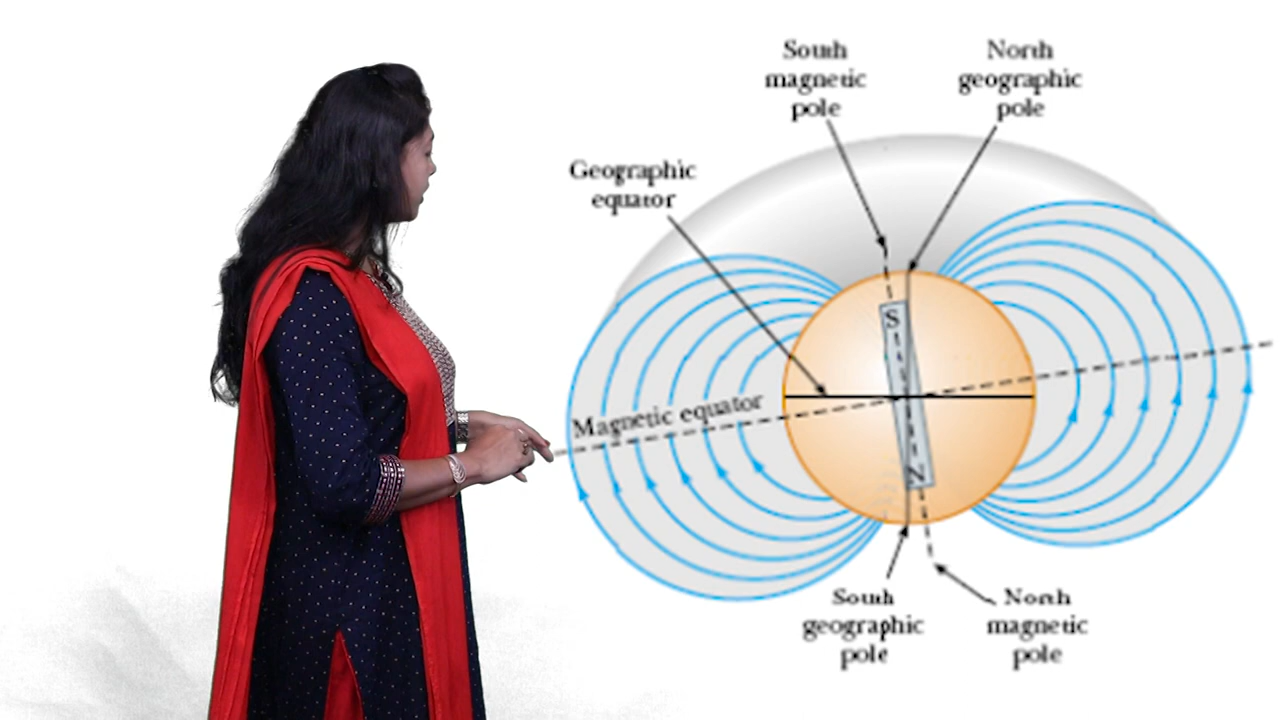 South
magnetic
pole
North
geographic
pole
Geographic
equator
S
Magnetic equator
N
South
geographic
pole
North
magnetic
pole